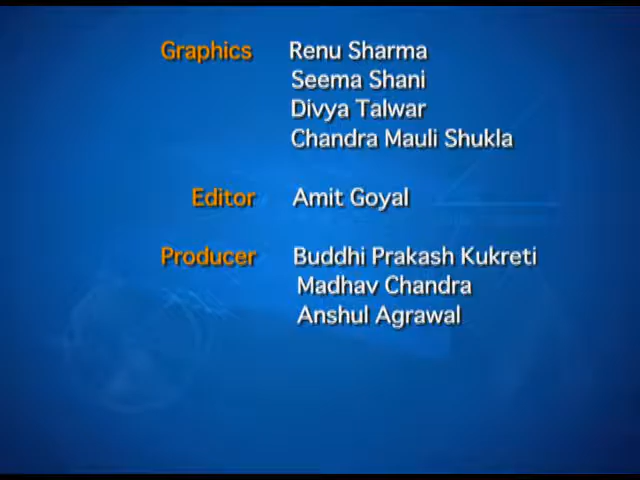 Graphics Renu Sharma
Seema Shani
Divya Talwar
Chandra Mauli Shukla
Editor Amit Goyal
Producer Buddhi Prakash Kukreti
Madhav Chandra
Anshul Agrawal